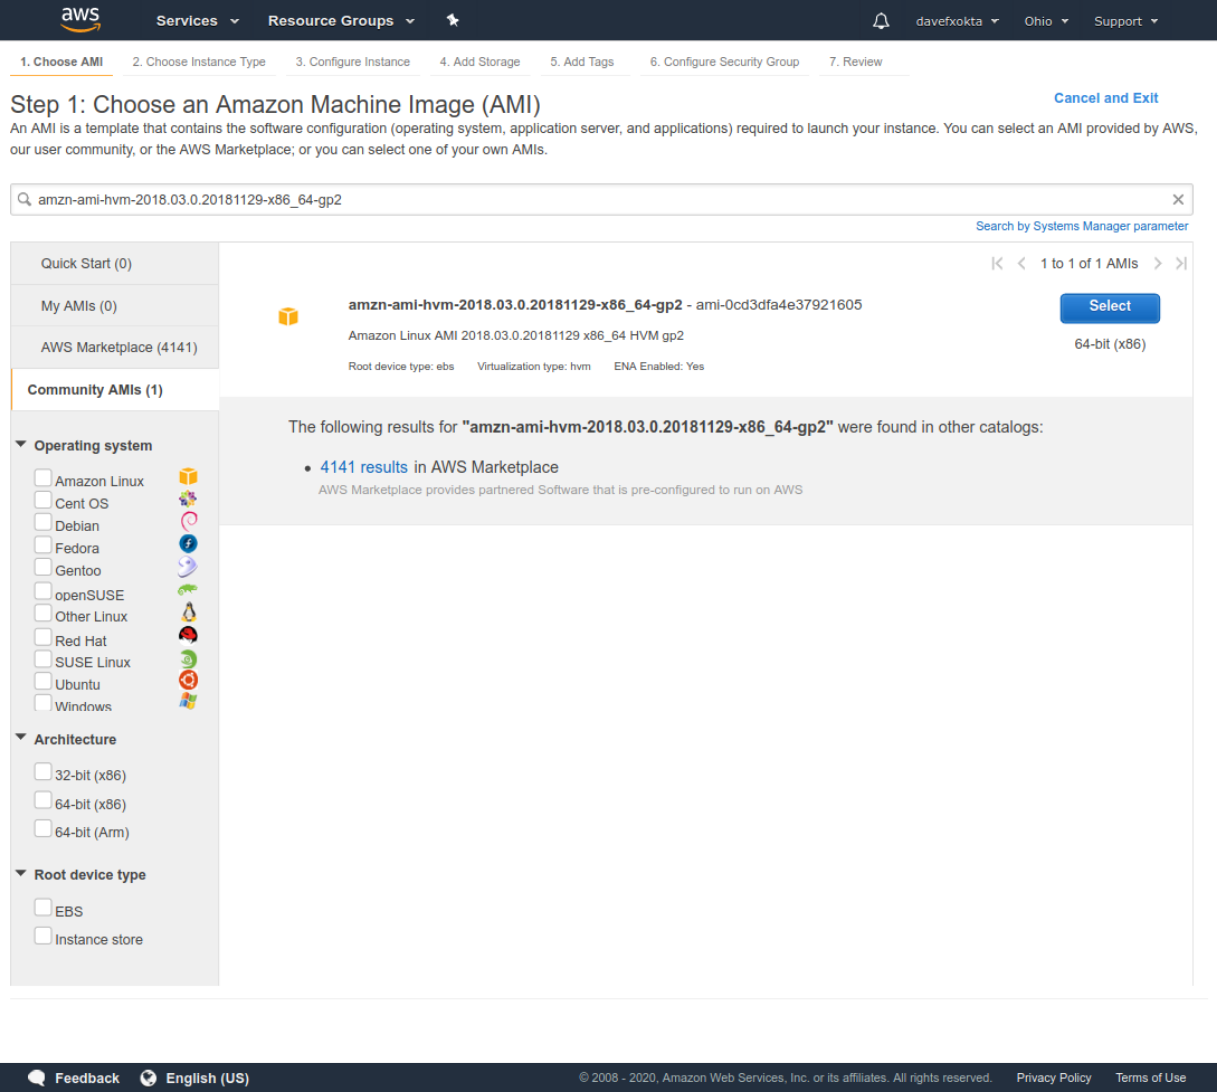 aws Services Resource Groups davefxokta Ohio Support
1. Choose AMI 2. Choose Instance Type 3. Configure Instance 4. Add Storage 5. Add Tags 6. Configure Security Group 7. Review
Step 1: Choose an Amazon Machine Image (AMI) Cancel and Exit
An AMI is a template that contains the software configuration (operating system, application server, and applications) required to launch your instance. You can select an AMI provided by AWS,
our user community, or the AWS Marketplace; or you can select one of your own AMIs.
amzn-ami-hvm-2018.03.0.20181129-x86_64-gp2
Search by Systems Manager parameter
Quick Start (0)
My AMIs (0)
AWS Marketplace (4141)
Community AMIs (1)
Operating system
Amazon Linux
Cent OS
Debian
Fedora
Gentoo
openSUSE
Other Linux
Red Hat
SUSE Linux
Ubuntu
Windows
Architecture
32-bit (x86)
64-bit (x86)
64-bit (Arm)
Root device type
EBS
Instance store
1 to 1 of 1 AMIs
amzn-ami-hvm-2018.03.0.20181129-x86_64-gp2 - ami-0cd3dfa4e37921605
Amazon Linux AMI 2018.03.0.20181129 x86_64 HVM gp2
Root device type: ebs Virtualization type: hvm ENA Enabled: Yes
Select
64-bit (x86)
The following results for "amzn-ami-hvm-2018.03.0.20181129-x86_64-gp2" were found in other catalogs:
• 4141 results in AWS Marketplace
AWS Marketplace provides partnered Software that is pre-configured to run on AWS
Feedback English (US) © 2008 - 2020, Amazon Web Services, Inc. or its affiliates. All rights reserved. Privacy Policy Terms of Use